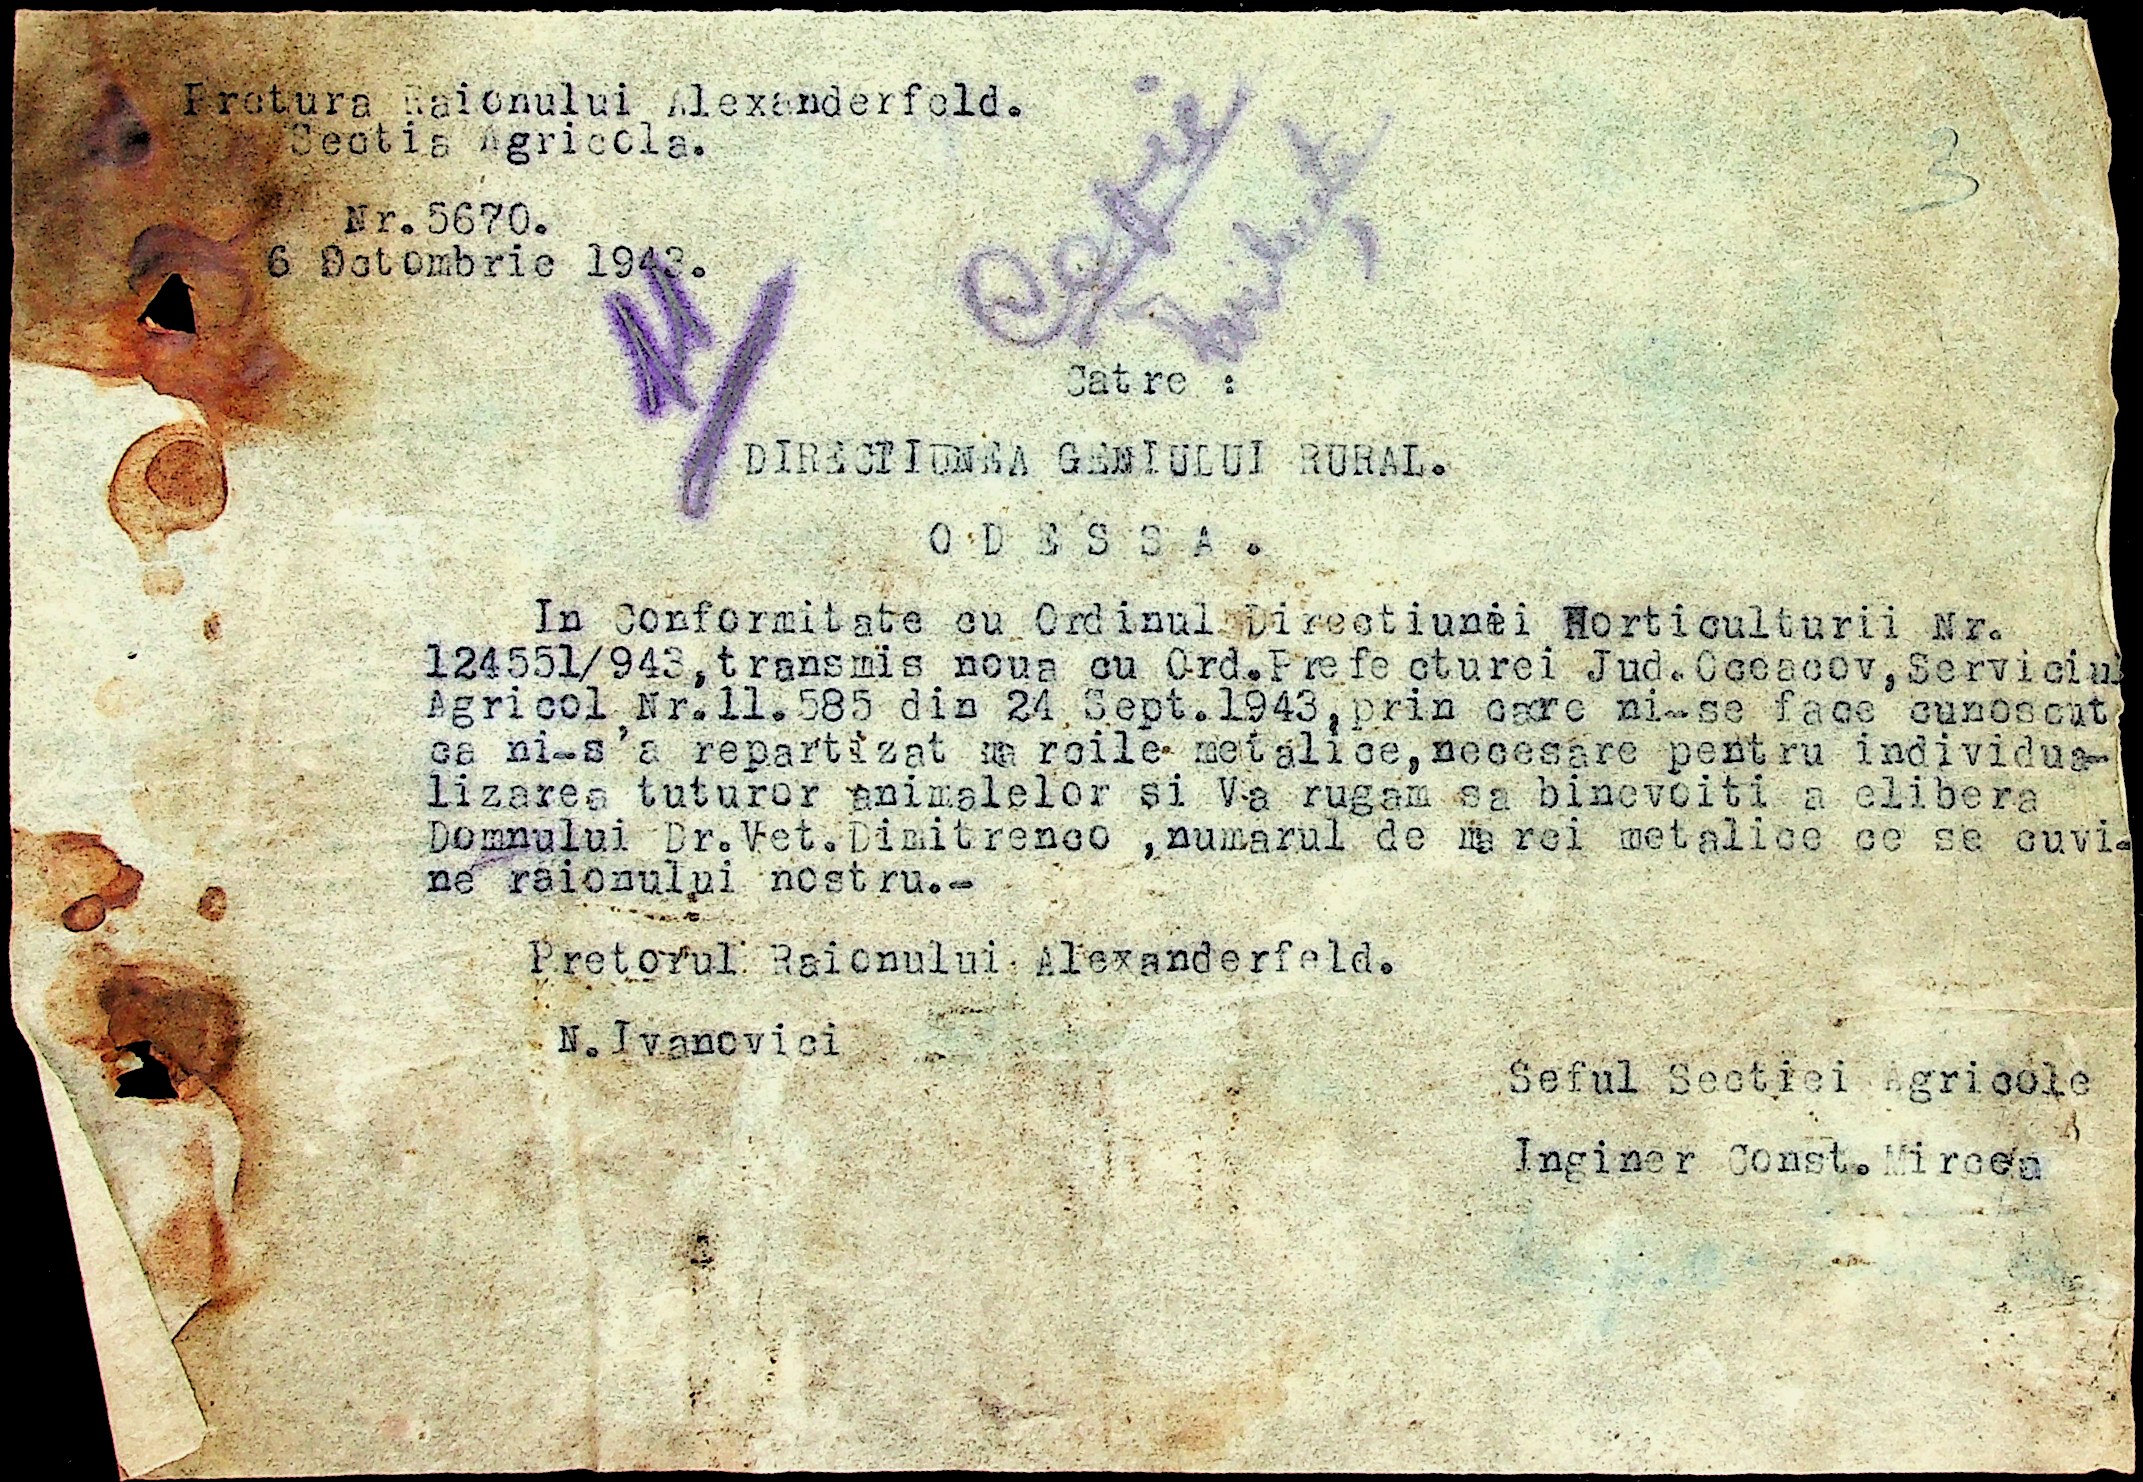 Pretura Raionului Alexanderfeld.
Sectia Agricola.
3
Nr.5670.
6 Octombrie 1943.
Copie
Catre :
DIRECTIUNEA GENIULUI RURAL.
O D E S S A .
In Conformitate cu Ordinul Directiunei Horticulturii Nr.
124551/943,transmis noua cu Ord.Prefecturei Jud.Oceacov,Serviciul
Agricol Nr.11.585 din 24 Sept.1943,prin care ni-se face cunoscut
ca ni-s'a repartizat marcile metalice,necesare pentru individua-
lizarea tuturor animalelor si Va rugam sa binevoiti a elibera
Domnului Dr.Vet.Dimitrenco ,numarul de marci metalice ce se cuvi-
ne raionului nostru.-
Pretorul Raionului Alexanderfeld.
N.Ivanovici
Seful Sectiei Agricole
Inginer Const.Mircea